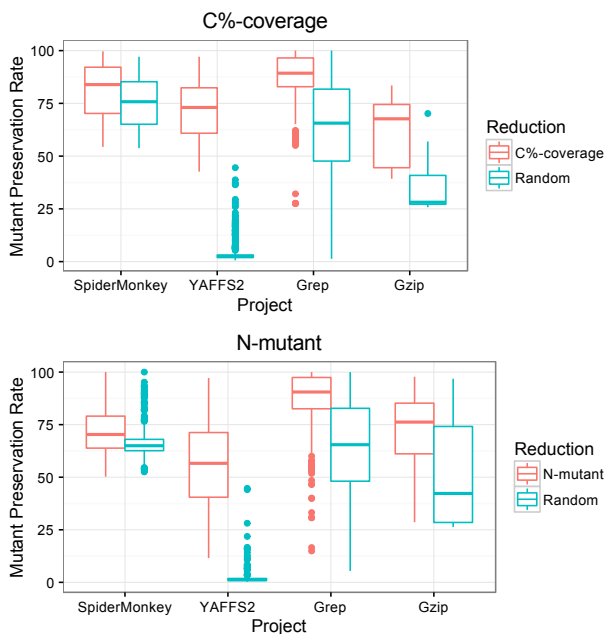 C%-coverage
Mutant Preservation Rate
100
75
50
25
0
SpiderMonkey YAFFS2 Grep Gzip
Project
Reduction
C%-coverage
Random
N-mutant
Mutant Preservation Rate
100
75
50
25
0
SpiderMonkey YAFFS2 Grep Gzip
Project
Reduction
N-mutant
Random